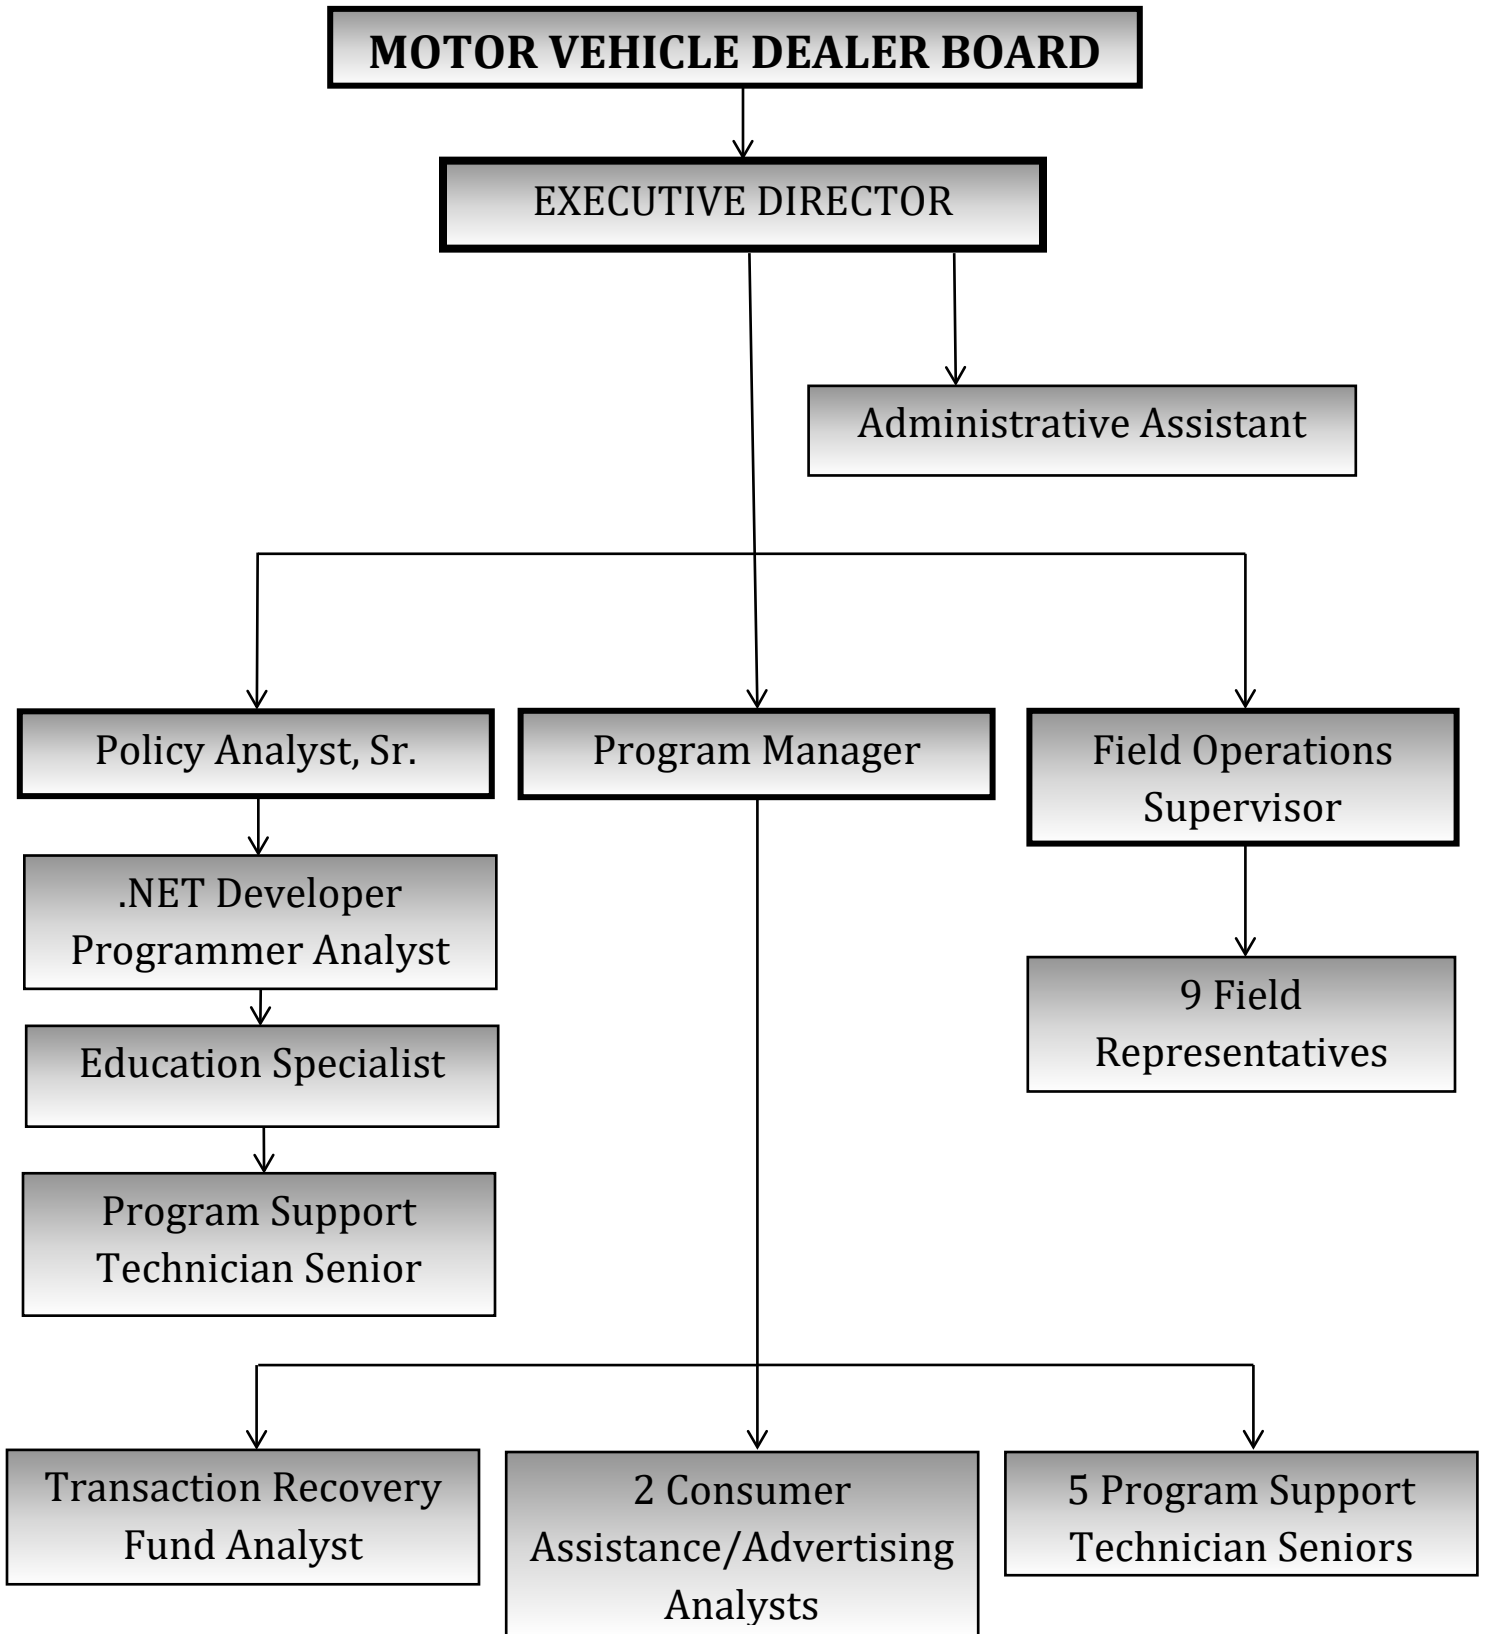 MOTOR VEHICLE DEALER BOARD
EXECUTIVE DIRECTOR
Administrative Assistant
Policy Analyst, Sr.
Program Manager
Field Operations
Supervisor
.NET Developer
Programmer Analyst
9 Field
Representatives
Education Specialist
Program Support
Technician Senior
Transaction Recovery
Fund Analyst
2 Consumer
Assistance/Advertising
Analysts
5 Program Support
Technician Seniors